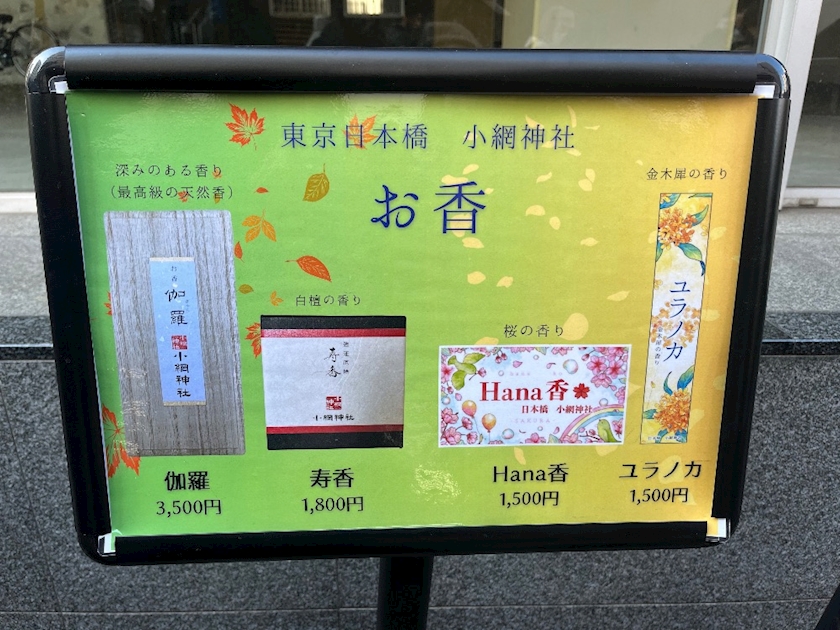 東京日本橋 小網神社
お香
深みのある香り
(最高級の天然香)
お香
伽羅
小網神社
伽羅
3,500円
白檀の香り
寿香
小網神社
寿香
1,800円
桜の香り
Hana香
日本橋 小網神社
Hana香
1,500円
金木犀の香り
ユラノカ
ユラノカ
1,500円